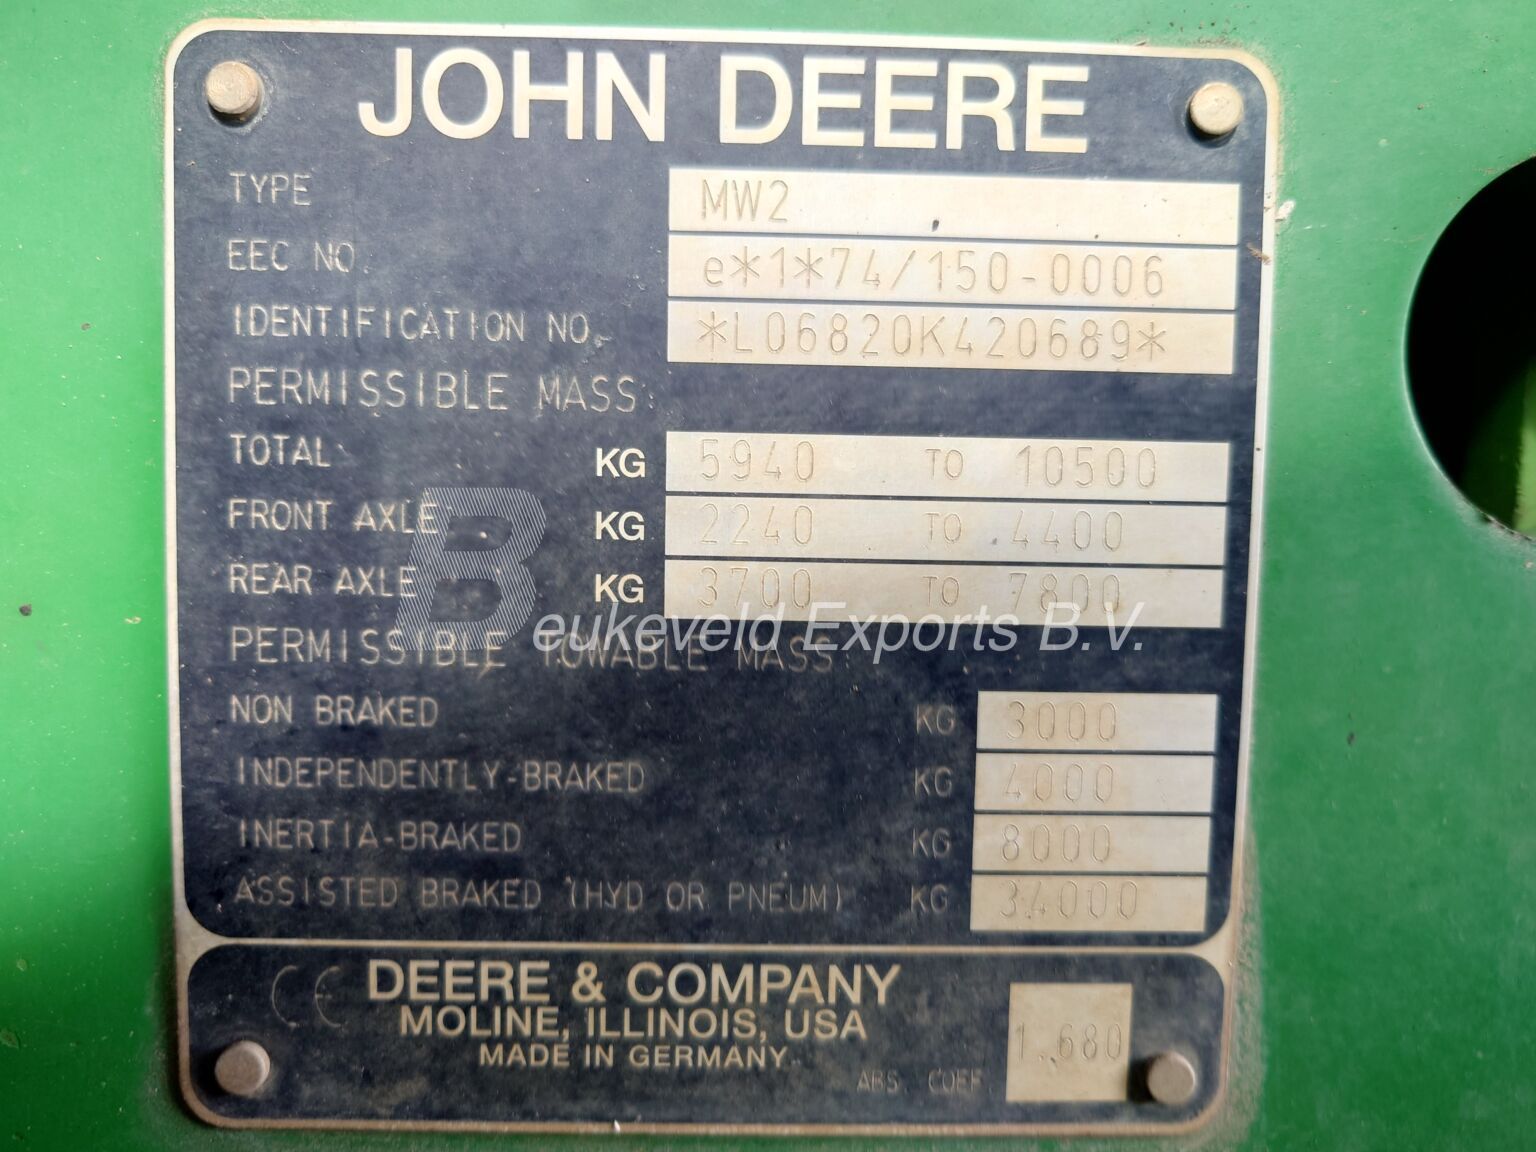 JOHN DEERE
TYPE MW2
EEC NO. e*1*74/150-0006
IDENTIFICATION NO. *L06820K420689*
PERMISSIBLE MASS:
TOTAL: KG 5940 TO 10500
FRONT AXLE: KG 2240 TO 4400
REAR AXLE KG 3700 TO 7800
Beukeveld Exports B.V.
PERMISSIBLE TOWABLE MASS:
NON BRAKED KG 3000
INDEPENDENTLY-BRAKED KG 4000
INERTIA-BRAKED KG 8000
ASSISTED BRAKED (HYD OR PNEUM) KG 34000
CE DEERE & COMPANY
MOLINE, ILLINOIS, USA
MADE IN GERMANY
ABS. COEF. 1.680